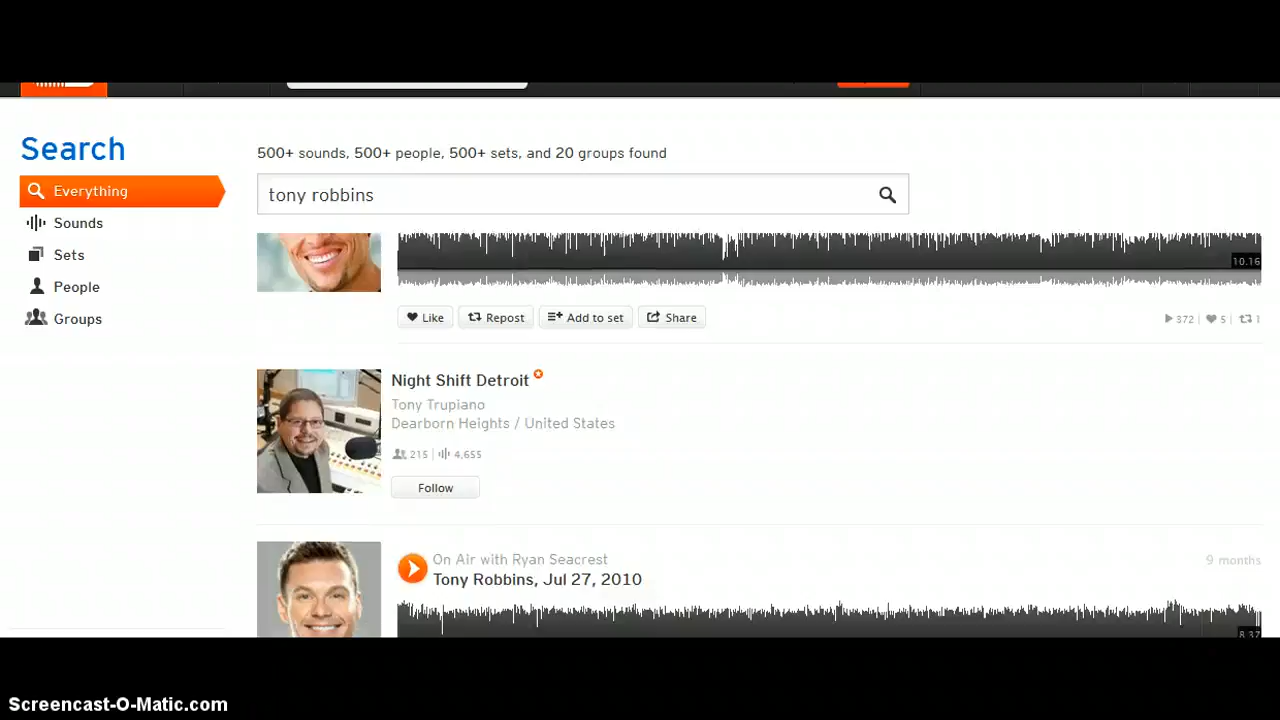 Search
Everything
Sounds
Sets
People
Groups
500+ sounds, 500+ people, 500+ sets, and 20 groups found
tony robbins
10.16
Like
Repost
Add to set
Share
372
5
1
Night Shift Detroit
Tony Trupiano
Dearborn Heights / United States
215
4,655
Follow
On Air with Ryan Seacrest
9 months
Tony Robbins, Jul 27, 2010
8.37
Screencast-O-Matic.com